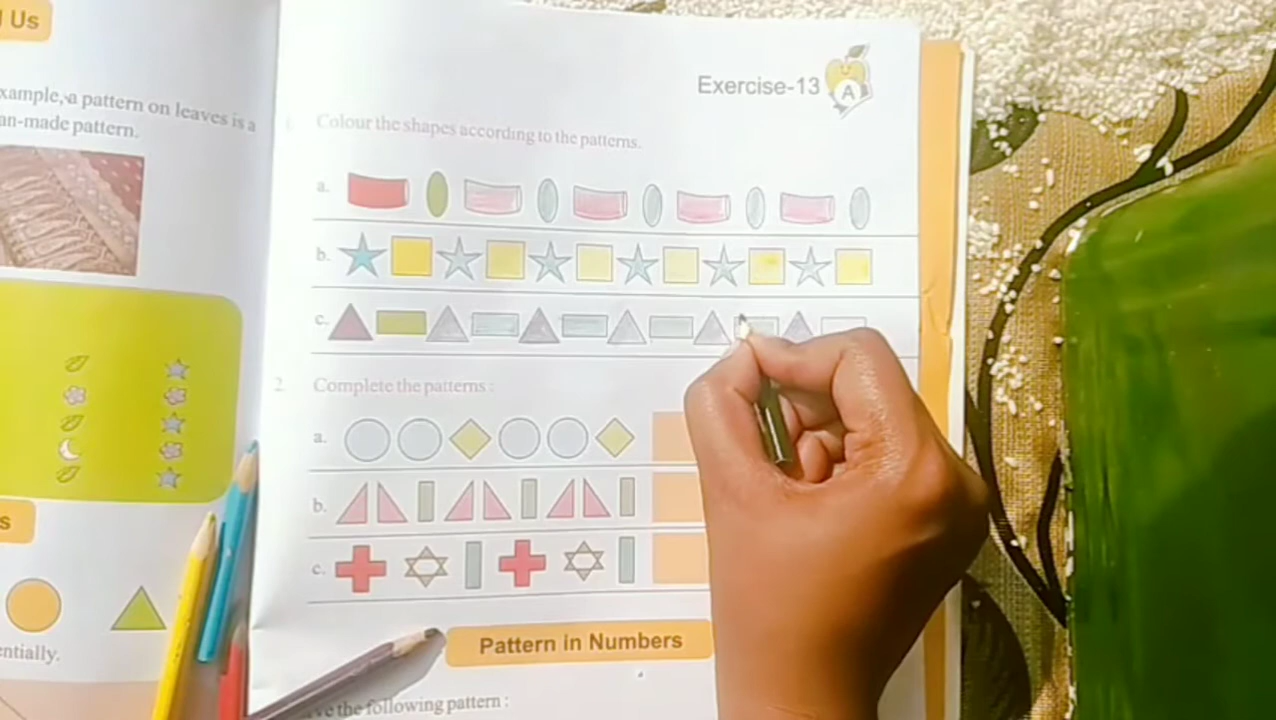 Us
xample, a pattern on leaves is a
an-made pattern.
s
entially.
Exercise-13
A
1. Colour the shapes according to the patterns.
a.
b.
c.
2. Complete the patterns :
a.
b.
c.
Pattern in Numbers
the following pattern :